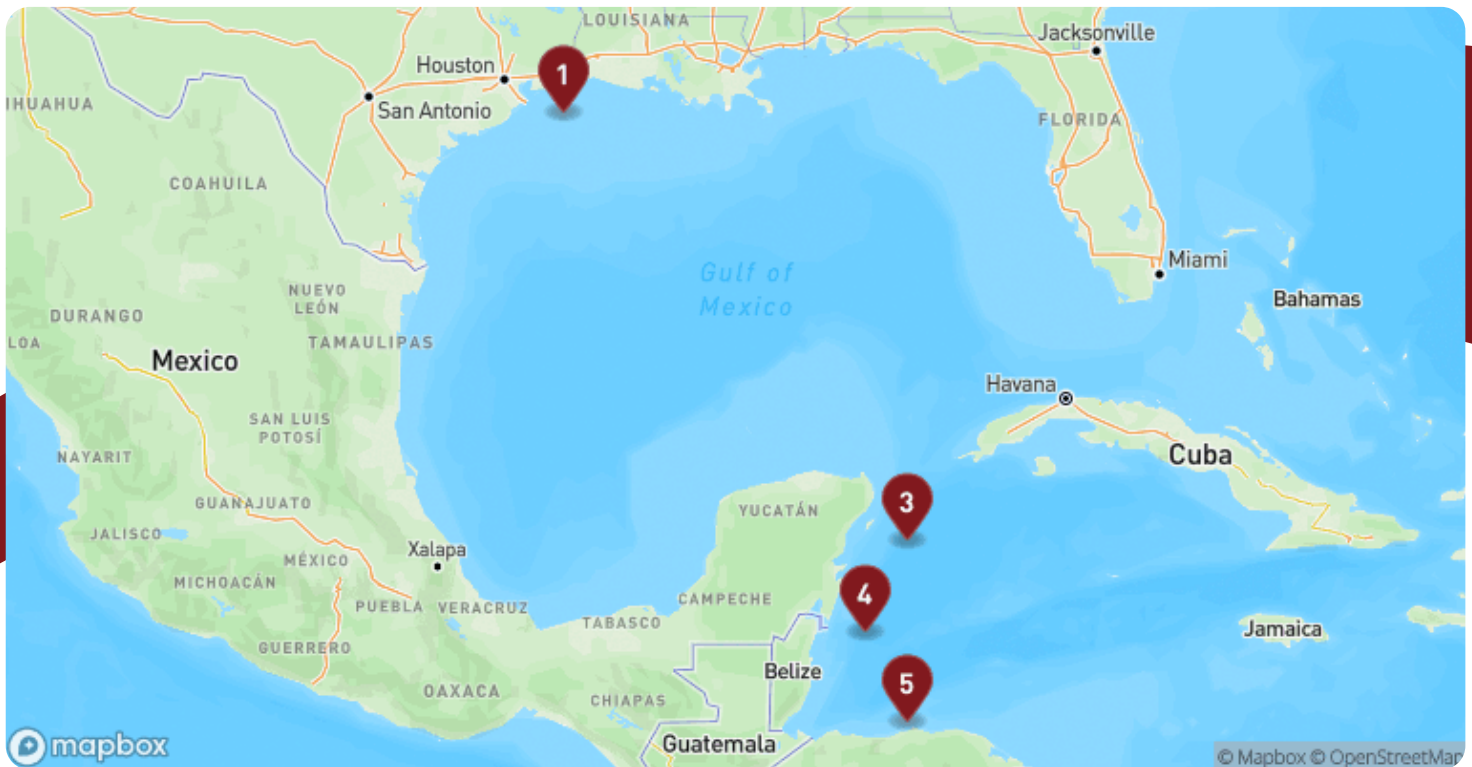 LOUISIANA
Jacksonville
Houston
1
IHUAHUA
San Antonio
FLORIDA
COAHUILA
Gulf of
Mexico
Miami
NUEVO
LEÓN
Bahamas
DURANGO
LOA
TAMAULIPAS
Mexico
Havana
SAN LUIS
POTOSÍ
NAYARIT
Cuba
GUANAJUATO
YUCATÁN
3
JALISCO
MÉXICO
Xalapa
MICHOACÁN
PUEBLA
VERACRUZ
CAMPECHE
4
TABASCO
Jamaica
GUERRERO
Belize
OAXACA
CHIAPAS
5
Guatemala
mapbox
© Mapbox © OpenStreetMap